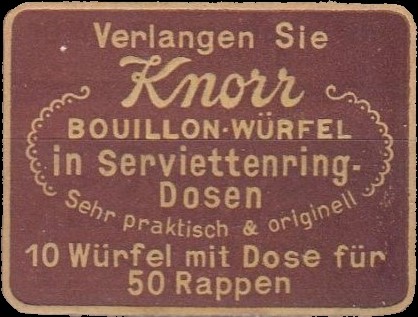 Verlangen Sie
Knorr
BOUILLON-WÜRFEL
in Serviettenring-
Dosen
Sehr praktisch & originell
10 Würfel mit Dose für
50 Rappen